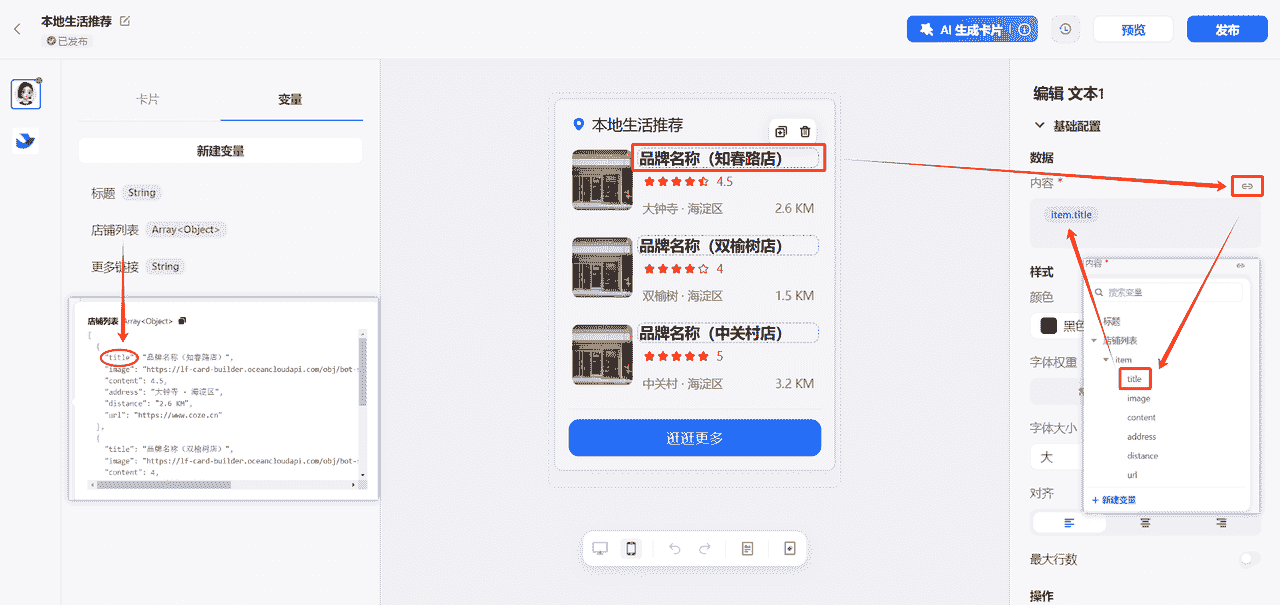 本地生活推荐
已发布
AI 生成卡片
预览
发布
卡片
变量
新建变量
标题 String
店铺列表 Array<Object>
更多链接 String
店铺列表 Array<Object>
[
{
"title": "品牌名称（知春路店）",
"image": "https://lf-card-builder.oceancloudapi.com/obj/bot-
"content": 4.5,
"address": "大钟寺 · 海淀区",
"distance": "2.6 KM",
"url": "https://www.coze.cn"
},
{
"title": "品牌名称（双榆树店）",
"image": "https://lf-card-builder.oceancloudapi.com/obj/bot-
"content": 4,
本地生活推荐
品牌名称（知春路店）
4.5
大钟寺 · 海淀区 2.6 KM
品牌名称（双榆树店）
4
双榆树 · 海淀区 1.5 KM
品牌名称（中关村店）
5
中关村 · 海淀区 3.2 KM
逛逛更多
编辑 文本1
基础配置
数据
内容 *
item.title
样式
颜色
黑色
字体权重
字体大小
大
对齐
最大行数
操作
内容 *
搜索变量
标题
店铺列表
item
title
image
content
address
distance
url
+ 新建变量